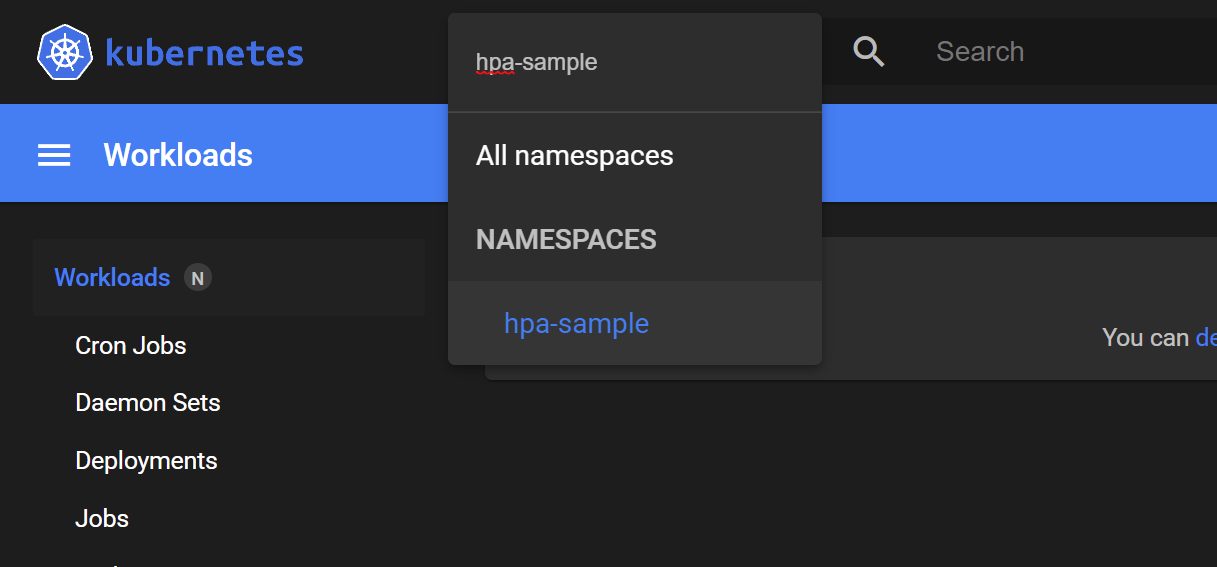 kubernetes
hpa-sample
Search
Workloads
All namespaces
NAMESPACES
hpa-sample
Workloads N
Cron Jobs
Daemon Sets
Deployments
Jobs
You can de